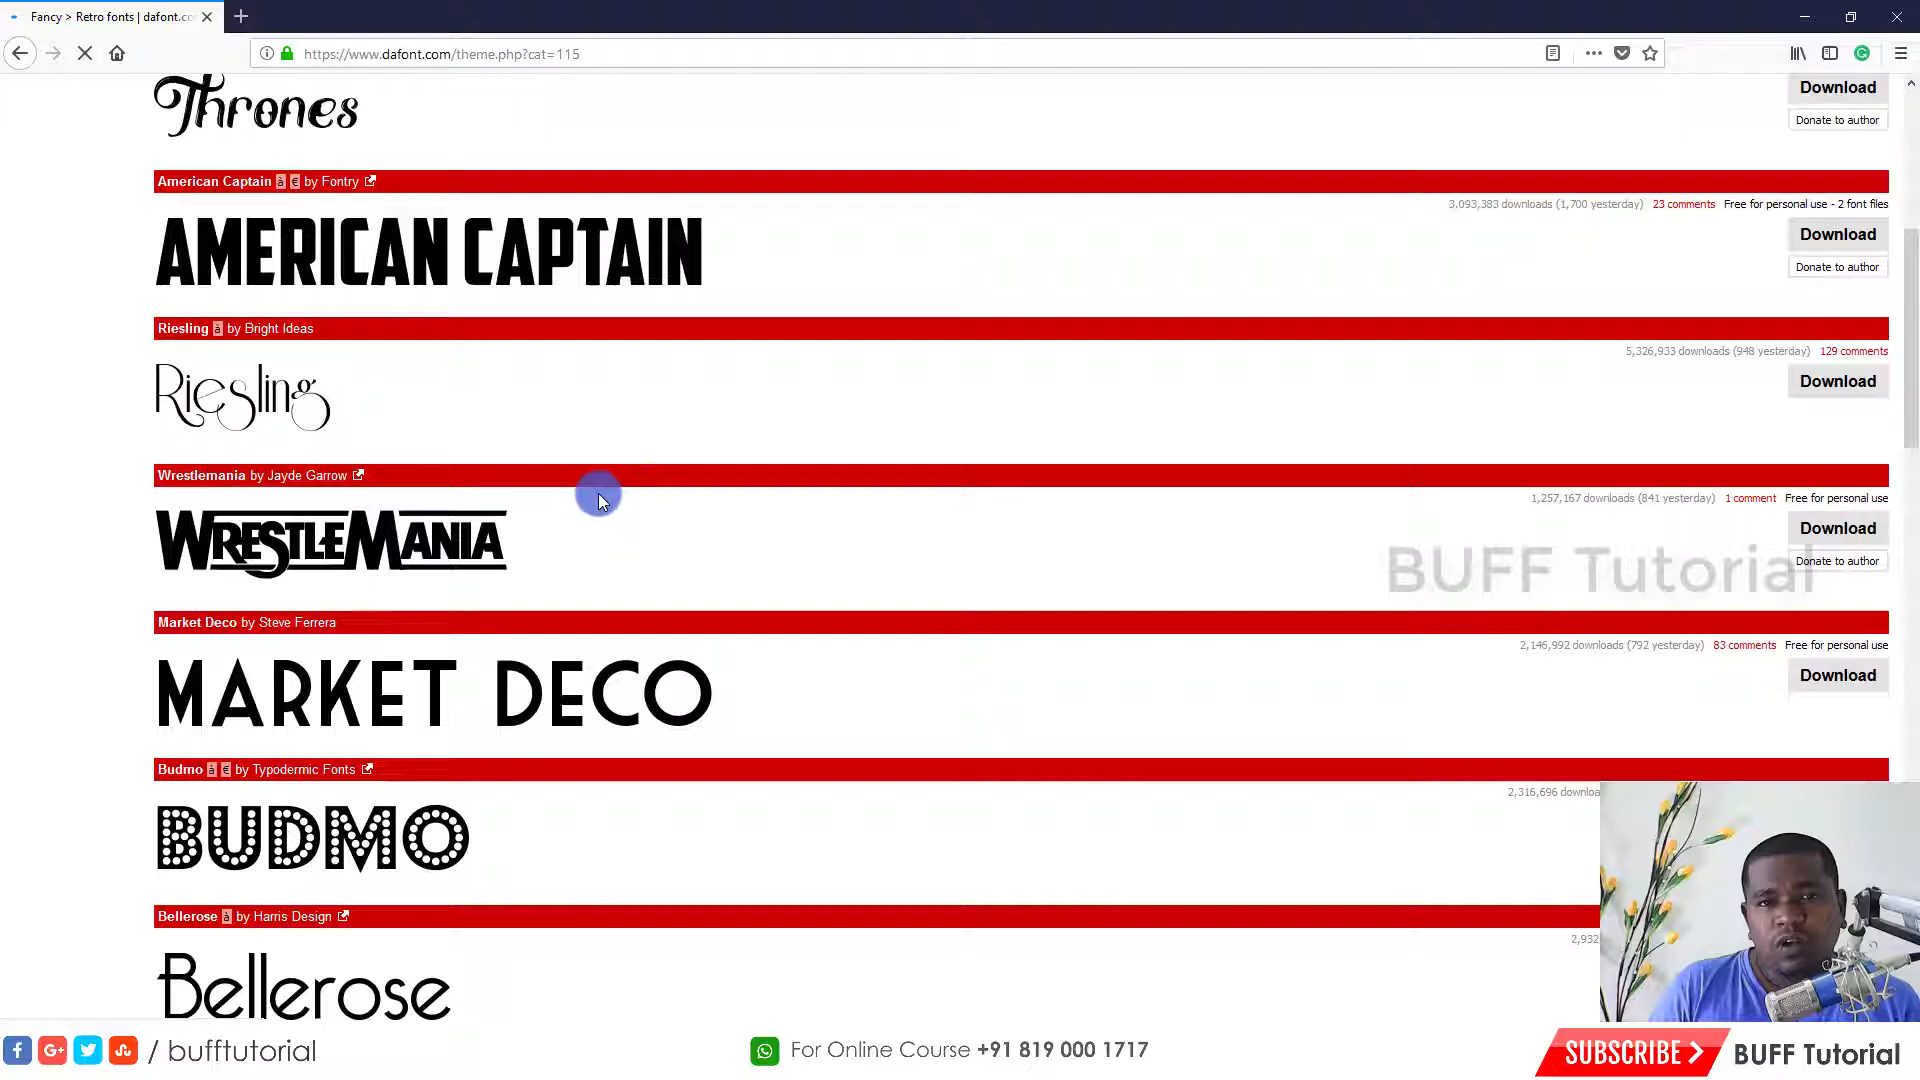 Fancy > Retro fonts | dafont.co
https://www.dafont.com/theme.php?cat=115
Thrones
Download
Donate to author
American Captain à € by Fontry
3,093,383 downloads (1,700 yesterday) 23 comments Free for personal use - 2 font files
AMERICAN CAPTAIN
Download
Donate to author
Riesling à by Bright Ideas
5,326,933 downloads (948 yesterday) 129 comments
Riesling
Download
Wrestlemania by Jayde Garrow
1,257,167 downloads (841 yesterday) 1 comment Free for personal use
WRESTLEMANIA
Download
Donate to author
BUFF Tutorial
Market Deco by Steve Ferrera
2,146,992 downloads (792 yesterday) 83 comments Free for personal use
MARKET DECO
Download
Budmo à € by Typodermic Fonts
2,316,696 downloa
BUDMO
Bellerose à by Harris Design
2,932
Bellerose
/ bufftutorial
For Online Course +91 819 000 1717
SUBSCRIBE
BUFF Tutorial